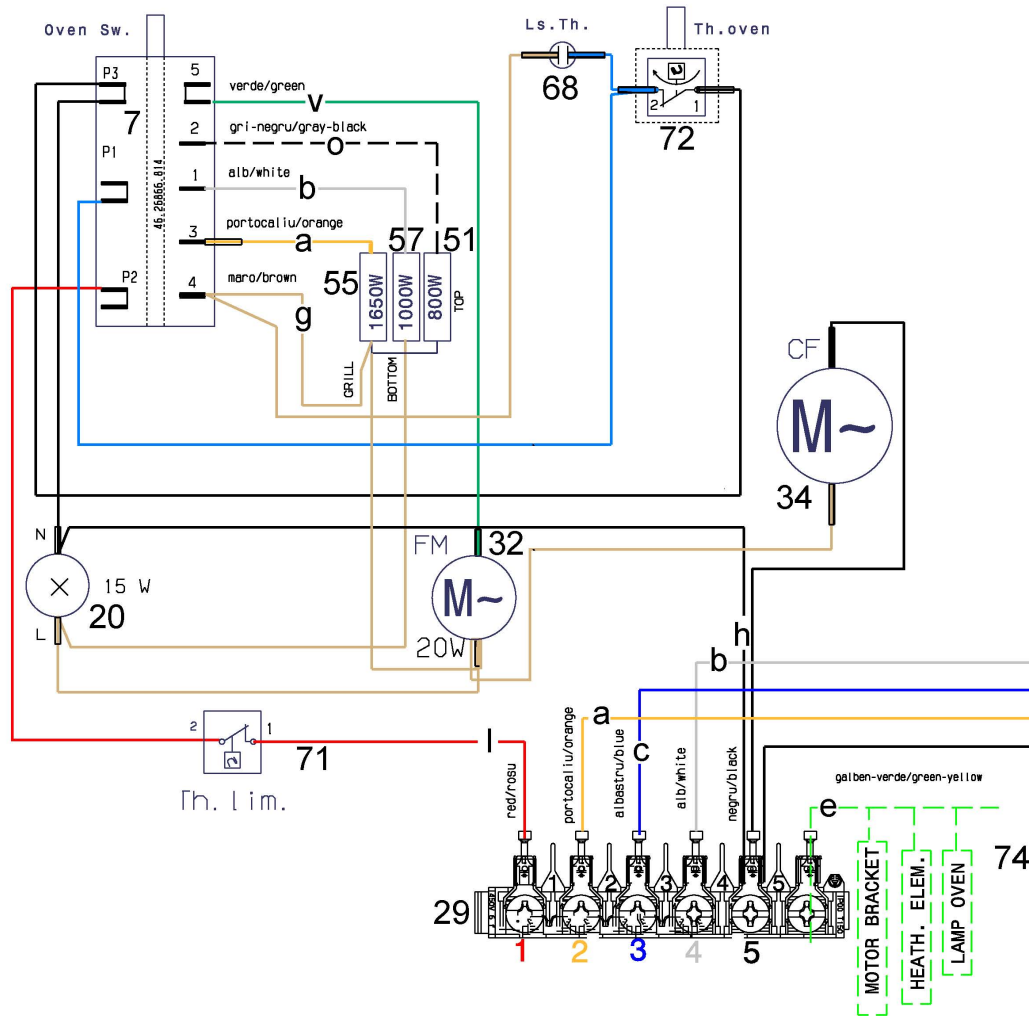 Oven Sw.
Ls.Th.
Th.oven
P3
5
verde/green
v
68
2
1
7
2
gri-negru/gray-black
o
72
P1
1
alb/white
b
46.26866.814
portocaliu/orange
3
a
57
51
55
P2
4
maro/brown
g
1650W
1000W
800W
TOP
GRILL
BOTTOM
CF
M~
34
N
FM
32
15 W
20
M~
L
20W
h
b
a
c
2
1
71
l
Th. lim.
red/rosu
portocaliu/orange
albastru/blue
alb/white
negru/black
galben-verde/green-yellow
e
MOTOR BRACKET
HEATH. ELEM.
LAMP OVEN
74
1
2
3
4
5
29
1
2
3
4
5